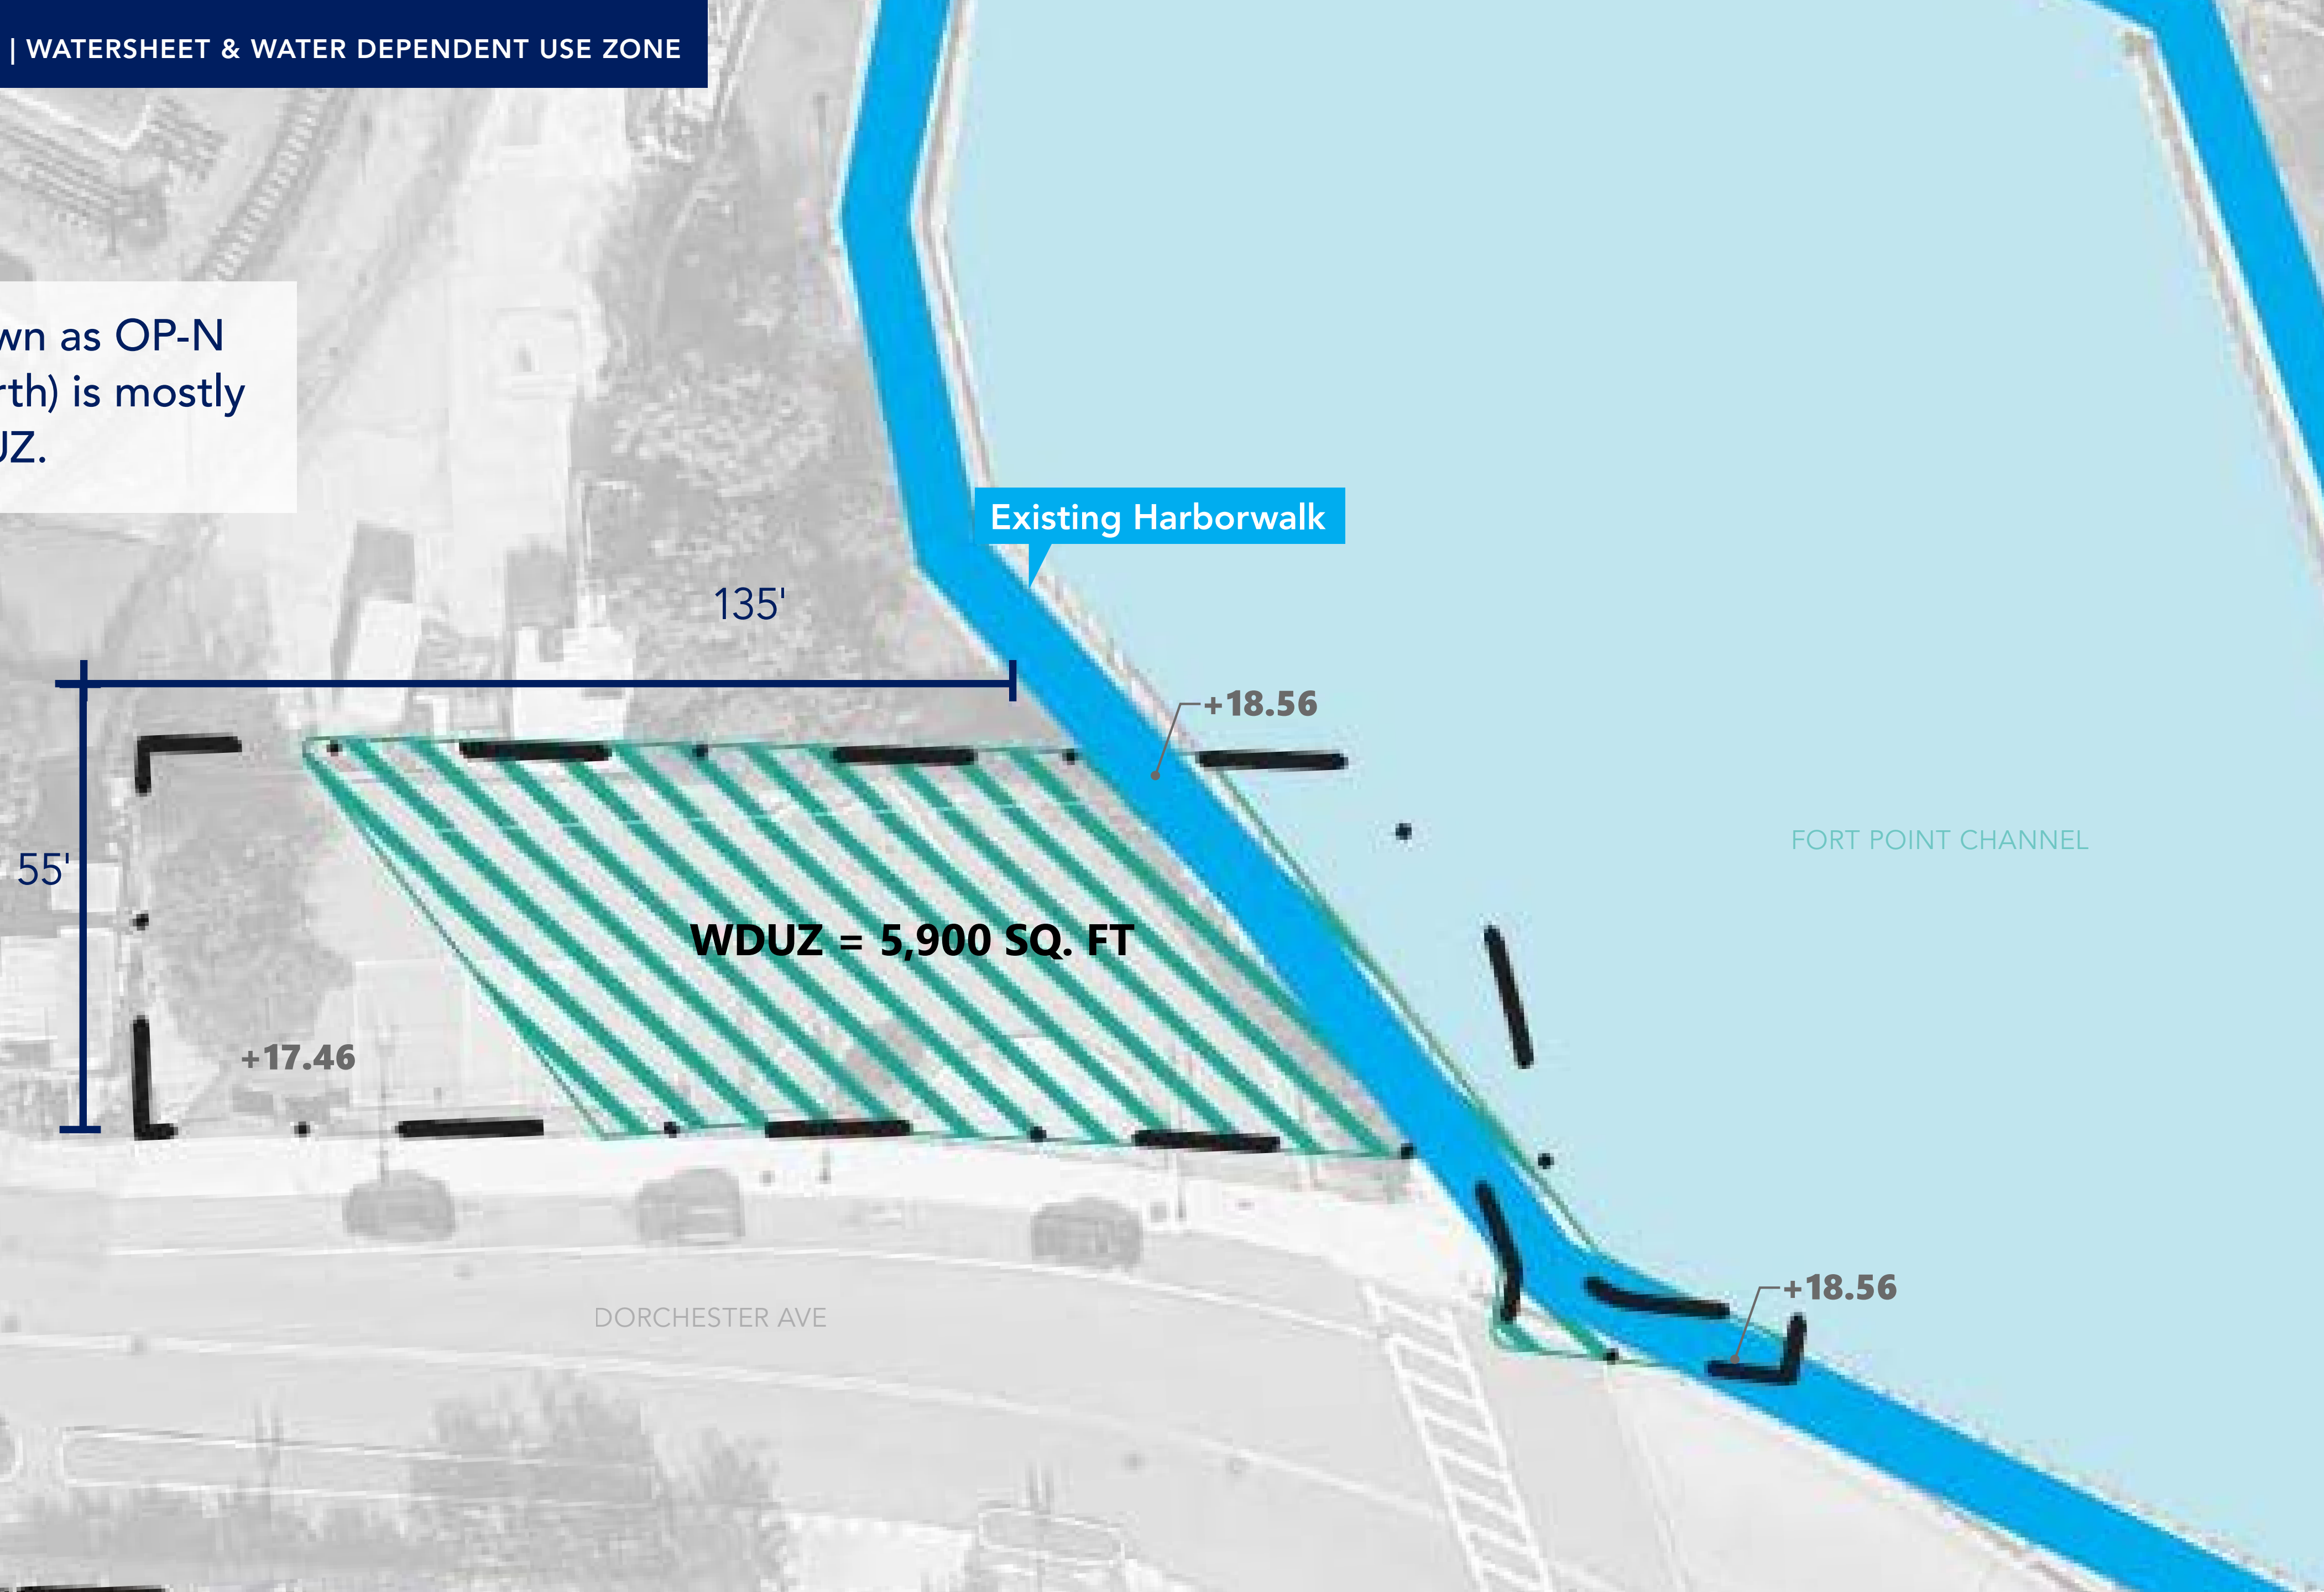 | WATERSHEET & WATER DEPENDENT USE ZONE
wn as OP-N
rth) is mostly
UZ.
Existing Harborwalk
135'
+18.56
FORT POINT CHANNEL
55'
WDUZ = 5,900 SQ. FT
+17.46
+18.56
DORCHESTER AVE